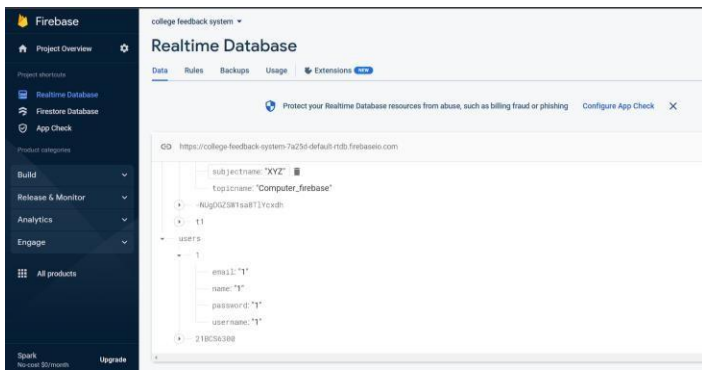 Firebase
Project Overview
Project shortcuts
Realtime Database
Firestore Database
App Check
Product categories
Build
Release & Monitor
Analytics
Engage
All products
Spark
No-cost $0/month
Upgrade
college feedback system
Realtime Database
Data Rules Backups Usage Extensions NEW
Protect your Realtime Database resources from abuse, such as billing fraud or phishing Configure App Check
https://college-feedback-system-7a25d-default-rtdb.firebaseio.com
subjectname: "XYZ"
topicname: "Computer_firebase"
t1
users
1
email: "1"
name: "1"
password: "1"
username: "1"